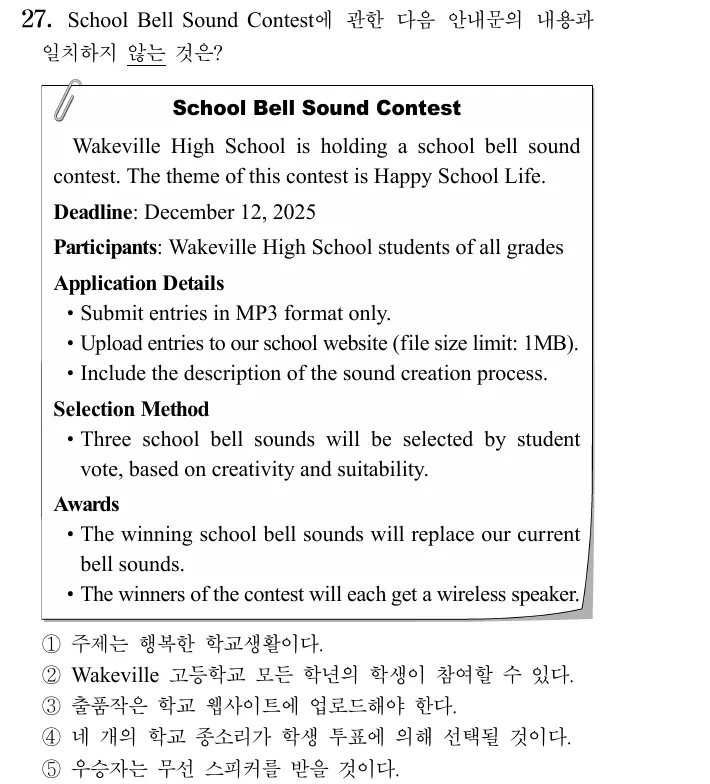 27. School Bell Sound Contest에 관한 다음 안내문의 내용과
일치하지 않는 것은?
School Bell Sound Contest
Wakeville High School is holding a school bell sound
contest. The theme of this contest is Happy School Life.
Deadline: December 12, 2025
Participants: Wakeville High School students of all grades
Application Details
• Submit entries in MP3 format only.
• Upload entries to our school website (file size limit: 1MB).
• Include the description of the sound creation process.
Selection Method
• Three school bell sounds will be selected by student
vote, based on creativity and suitability.
Awards
• The winning school bell sounds will replace our current
bell sounds.
• The winners of the contest will each get a wireless speaker.
① 주제는 행복한 학교생활이다.
② Wakeville 고등학교 모든 학년의 학생이 참여할 수 있다.
③ 출품작은 학교 웹사이트에 업로드해야 한다.
④ 네 개의 학교 종소리가 학생 투표에 의해 선택될 것이다.
⑤ 우승자는 무선 스피커를 받을 것이다.